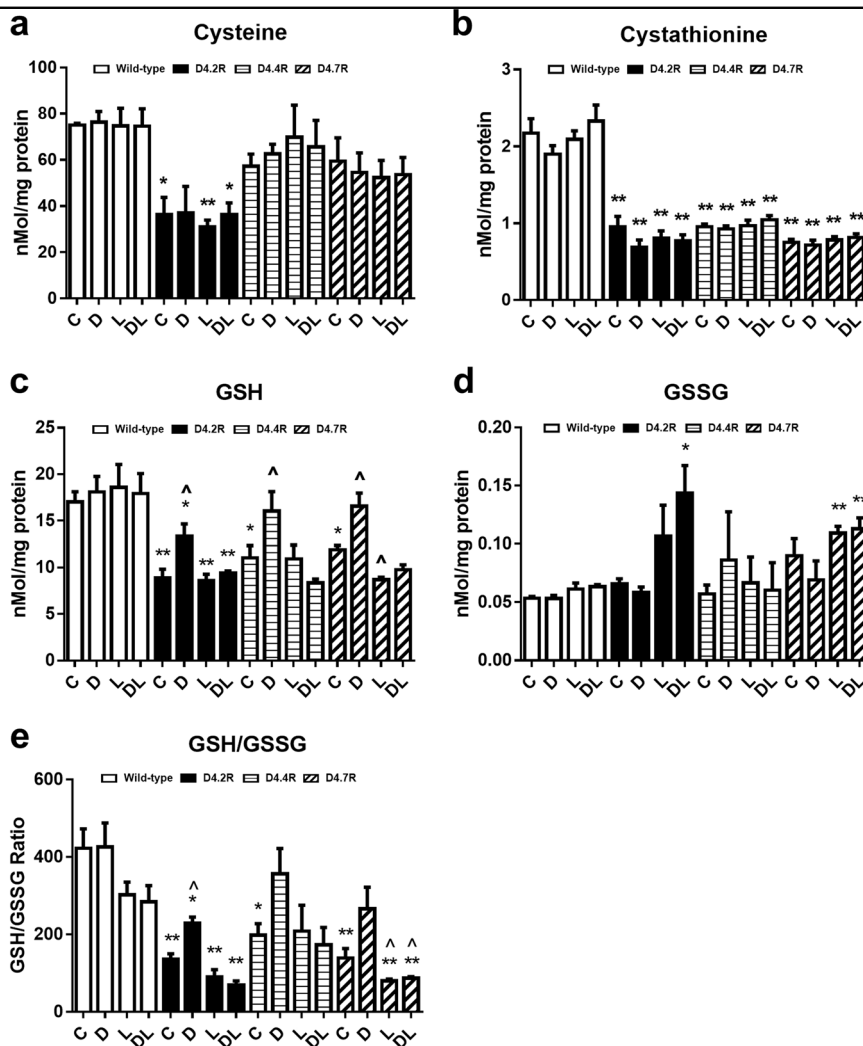 a
Cysteine
Wild-type D4.2R D4.4R D4.7R
nMol/mg protein
100
80
60
40
20
0
* ** *
C D L DL C D L DL C D L DL C D L DL
b
Cystathionine
Wild-type D4.2R D4.4R D4.7R
nMol/mg protein
3
2
1
0
** ** ** ** ** ** ** ** ** ** ** **
C D L DL C D L DL C D L DL C D L DL
c
GSH
Wild-type D4.2R D4.4R D4.7R
nMol/mg protein
25
20
15
10
5
0
^ ^ ^
** * ** ** * * ^
C D L DL C D L DL C D L DL C D L DL
d
GSSG
Wild-type D4.2R D4.4R D4.7R
nMol/mg protein
0.20
0.15
0.10
0.05
0.00
* ** **
C D L DL C D L DL C D L DL C D L DL
e
GSH/GSSG
Wild-type D4.2R D4.4R D4.7R
GSH/GSSG Ratio
600
400
200
0
^ ^ ^
** * ** ** * ** ** **
C D L DL C D L DL C D L DL C D L DL